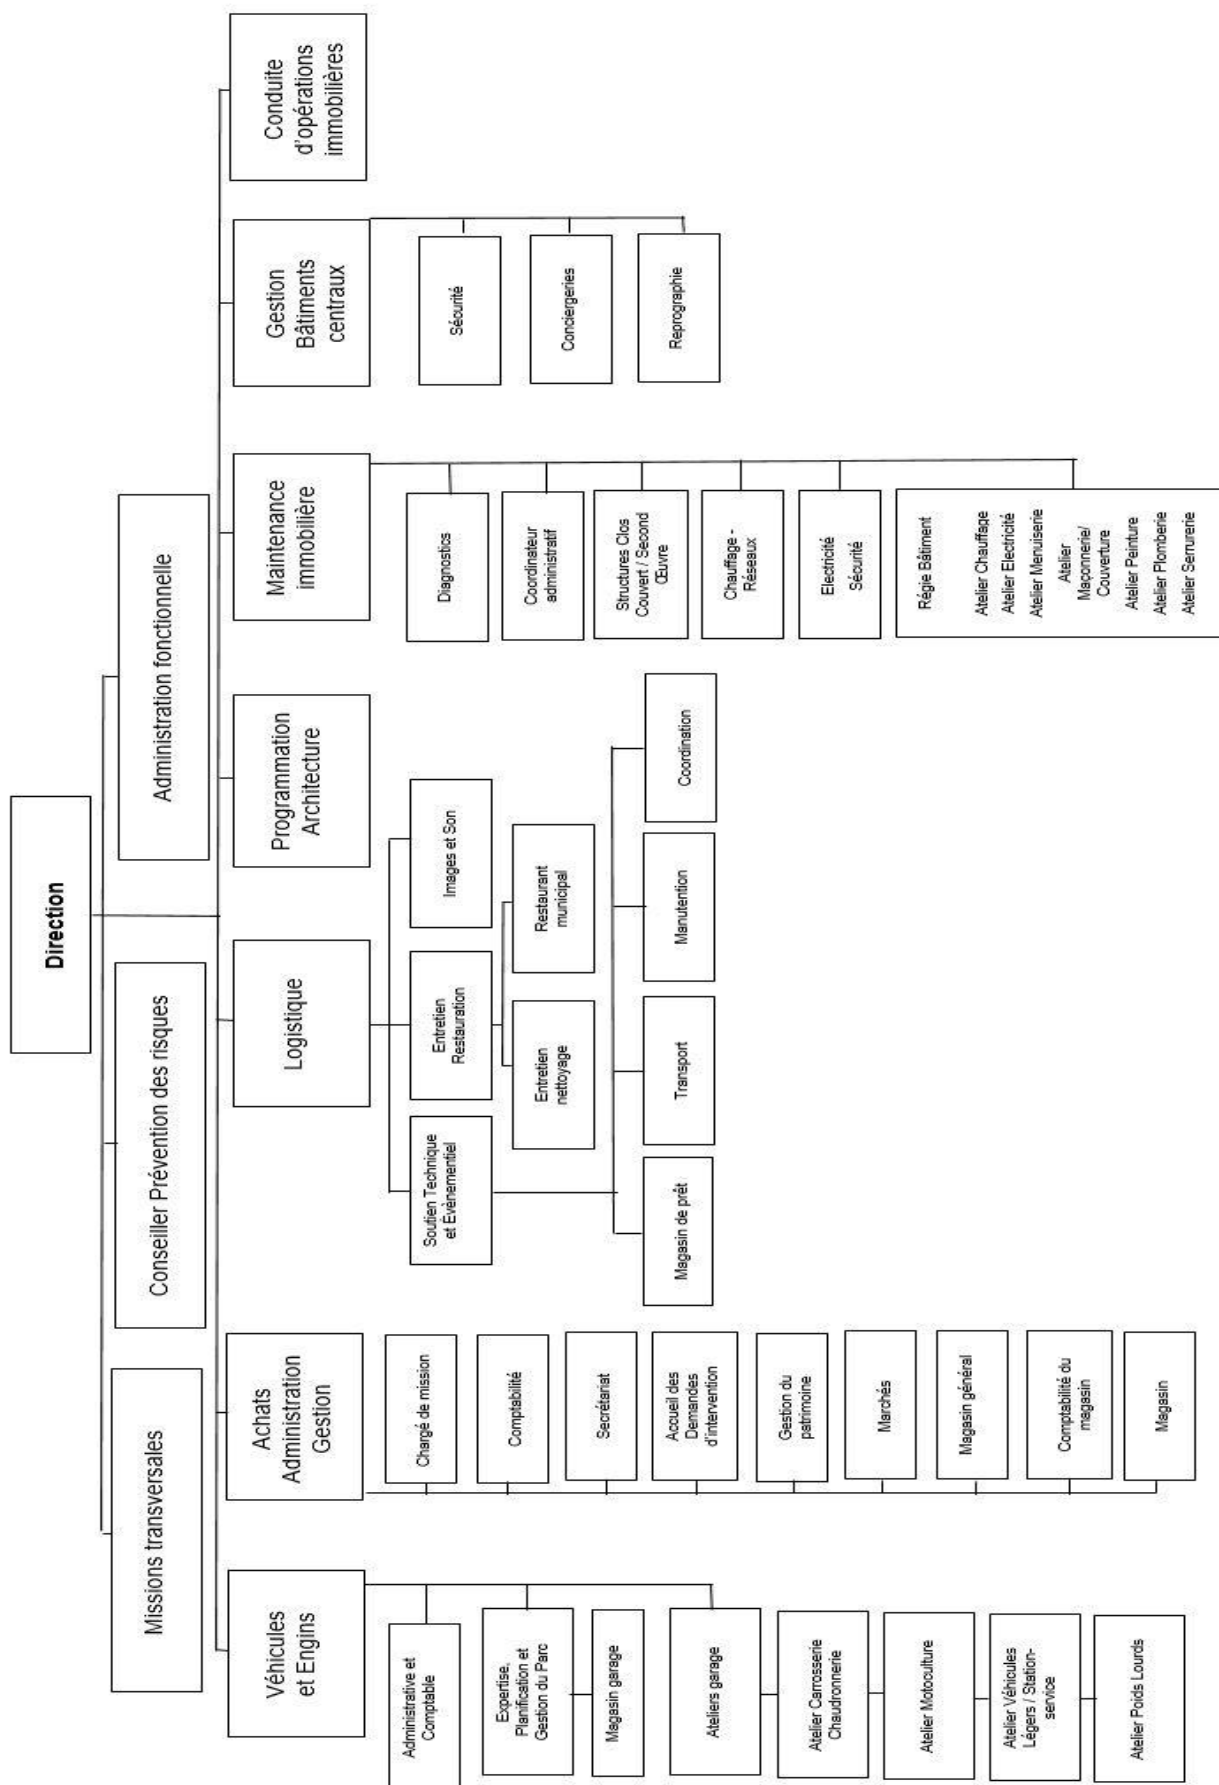 Direction
Missions transversales
Conseiller Prévention des risques
Administration fonctionnelle
Véhicules
et Engins
Administrative et
Comptable
Expertise,
Planification et
Gestion du Parc
Magasin garage
Ateliers garage
Atelier Carrosserie
Chaudronnerie
Atelier Motoculture
Atelier Véhicules
Légers / Station-
service
Atelier Poids Lourds
Achats
Administration
Gestion
Chargé de mission
Comptabilité
Secrétariat
Accueil des
Demandes
d'intervention
Gestion du
patrimoine
Marchés
Magasin général
Comptabilité du
magasin
Magasin
Logistique
Soutien Technique
et Évènementiel
Entretien
Restauration
Images et Son
Entretien
nettoyage
Restaurant
municipal
Magasin de prêt
Transport
Manutention
Coordination
Programmation
Architecture
Maintenance
immobilière
Diagnostics
Coordinateur
administratif
Structures Clos
Couvert / Second
Œuvre
Chauffage -
Réseaux
Electricité
Sécurité
Régie Bâtiment
Atelier Chauffage
Atelier Electricité
Atelier Menuiserie
Atelier
Maçonnerie/
Couverture
Atelier Peinture
Atelier Plomberie
Atelier Serrurerie
Gestion
Bâtiments
centraux
Sécurité
Conciergeries
Reprographie
Conduite
d'opérations
immobilières